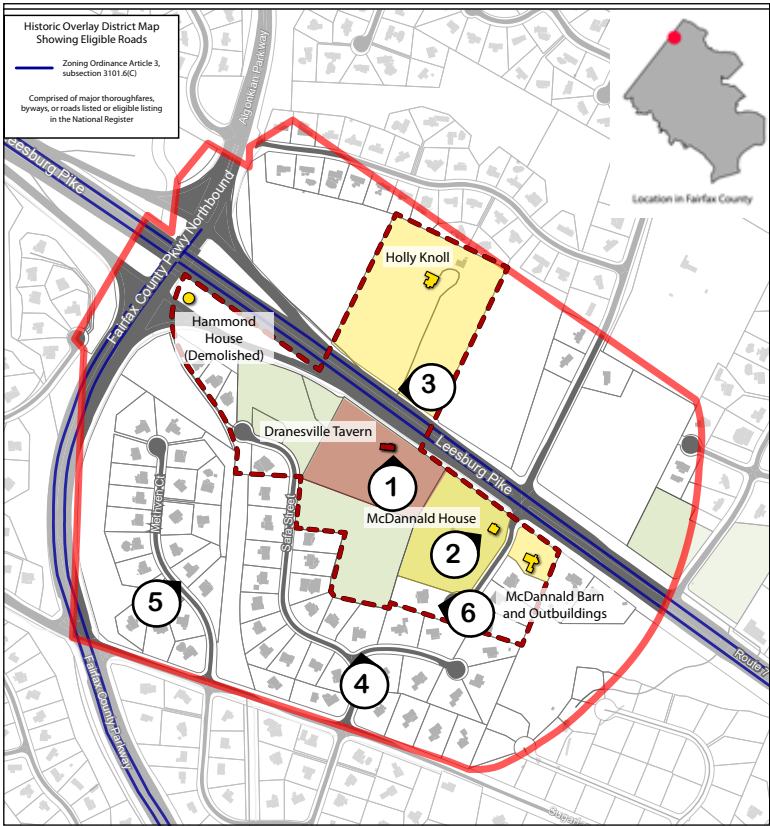 Historic Overlay District Map
Showing Eligible Roads
Zoning Ordinance Article 3,
subsection 3101.6(C)
Comprised of major thoroughfares,
byways, or roads listed or eligible listing
in the National Register
Location in Fairfax County
Algonkian Parkway
Leesburg Pike
Fairfax County Pkwy Northbound
Holly Knoll
Hammond
House
(Demolished)
3
Dranesville Tavern
Leesburg Pike
1
McDannald House
Methven Ct
Safa Street
2
McDannald Barn
and Outbuildings
5
6
4
Route 7
Fairfax County Parkway